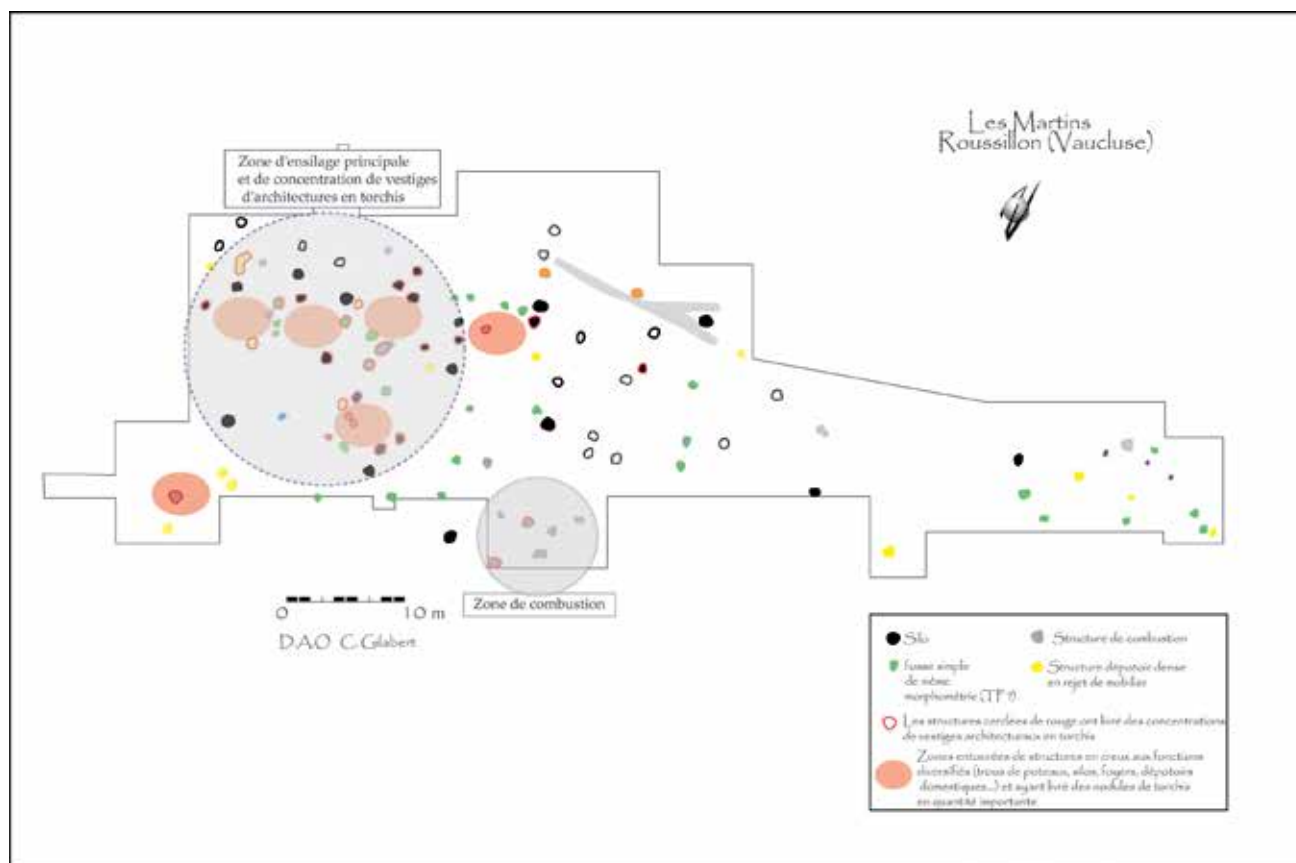 Les Martins
Roussillon (Vaucluse)
Zone d'ensilage principale
et de concentration de vestiges
d'architectures en torchis
Zone de combustion
0 10 m
D.A.O C. Gilabert
Silo
Structure de combustion
fosse simple
de même
morphométrie (TP ?)
Structure dépotoir dense
en rejet de mobilier
Les structures cerclées de rouge ont livré des concentrations
de vestiges architecturaux en torchis
Zones entourées de structures en creux aux fonctions
diversifiés (trous de poteaux, silos, foyers, dépotoirs
domestiques...) et ayant livré des nodules de torchis
en quantité importante